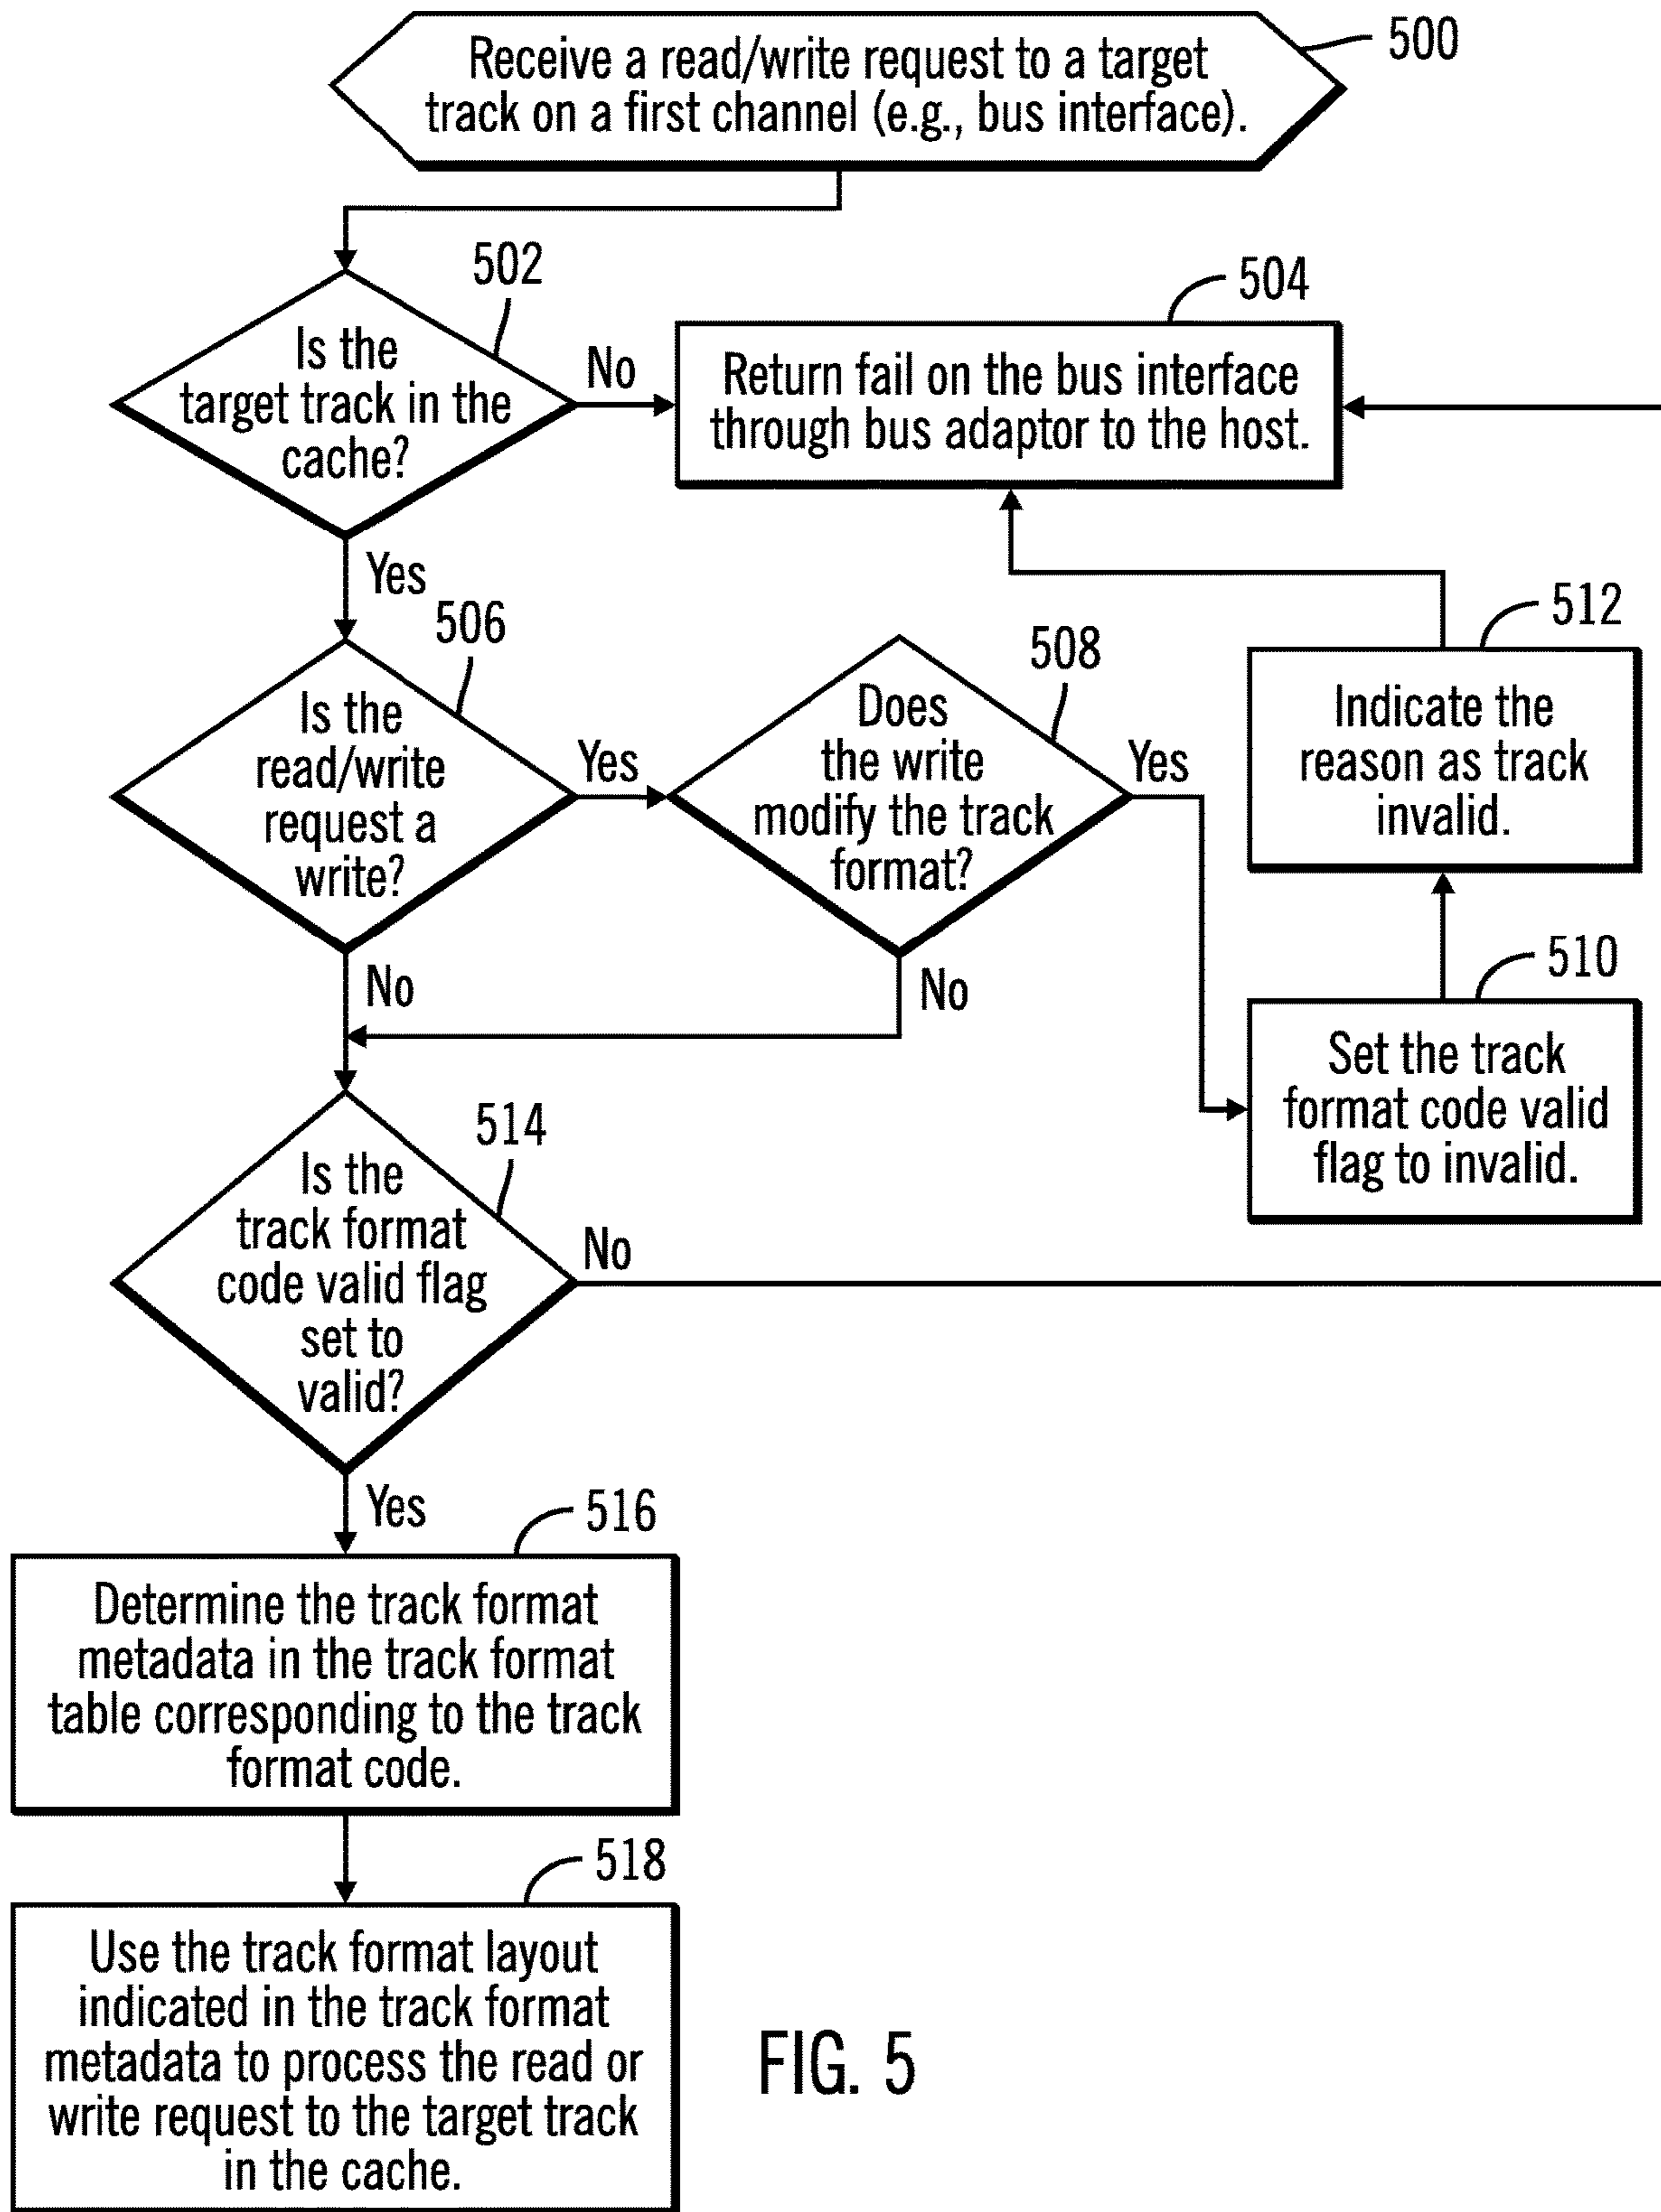 Receive a read/write request to a target
track on a first channel (e.g., bus interface).
500
502
Is the
target track in the
cache?
No
504
Return fail on the bus interface
through bus adaptor to the host.
Yes
506
Is the
read/write
request a
write?
Yes
508
Does
the write
modify the track
format?
Yes
512
Indicate the
reason as track
invalid.
No
No
510
Set the track
format code valid
flag to invalid.
514
Is the
track format
code valid flag
set to
valid?
No
Yes
516
Determine the track format
metadata in the track format
table corresponding to the track
format code.
518
Use the track format layout
indicated in the track format
metadata to process the read or
write request to the target track
in the cache.
FIG. 5